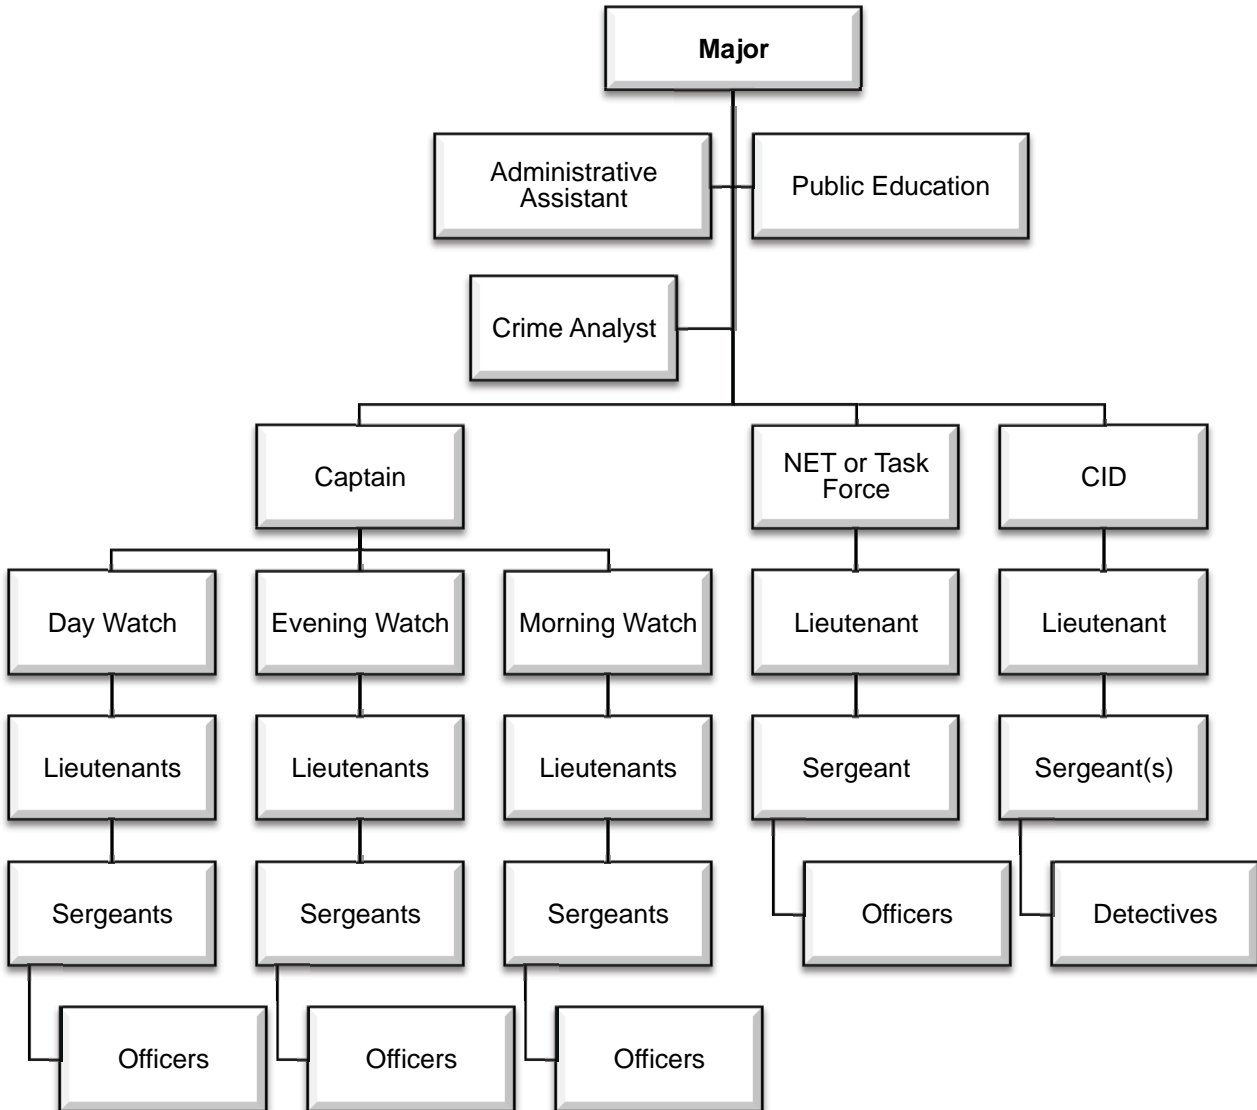 Major
Administrative
Assistant
Public Education
Crime Analyst
Captain
NET or Task
Force
CID
Day Watch
Evening Watch
Morning Watch
Lieutenant
Lieutenant
Lieutenants
Lieutenants
Lieutenants
Sergeant
Sergeant(s)
Sergeants
Sergeants
Sergeants
Officers
Detectives
Officers
Officers
Officers